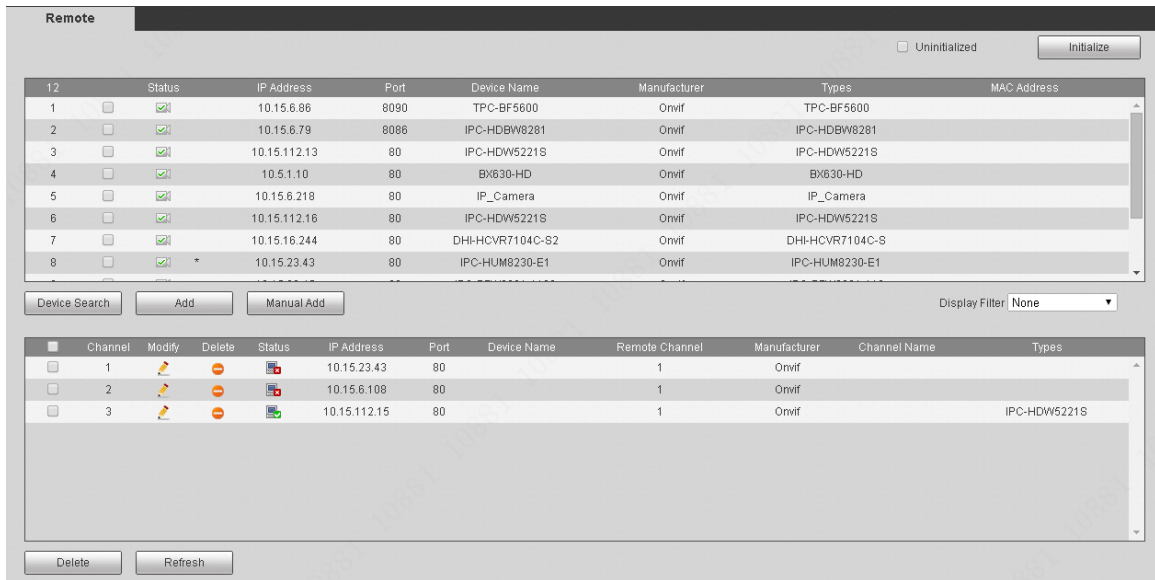 Remote
Uninitialized Initialize
12 Status IP Address Port Device Name Manufacturer Types MAC Address
1 10.15.6.86 8090 TPC-BF5600 Onvif TPC-BF5600
2 10.15.6.79 8086 IPC-HDBW8281 Onvif IPC-HDBW8281
3 10.15.112.13 80 IPC-HDW5221S Onvif IPC-HDW5221S
4 10.5.1.10 80 BX630-HD Onvif BX630-HD
5 10.15.6.218 80 IP_Camera Onvif IP_Camera
6 10.15.112.16 80 IPC-HDW5221S Onvif IPC-HDW5221S
7 10.15.16.244 80 DHI-HCVR7104C-S2 Onvif DHI-HCVR7104C-S
8 * 10.15.23.43 80 IPC-HUM8230-E1 Onvif IPC-HUM8230-E1
Device Search Add Manual Add Display Filter None
Channel Modify Delete Status IP Address Port Device Name Remote Channel Manufacturer Channel Name Types
1 10.15.23.43 80 1 Onvif
2 10.15.6.108 80 1 Onvif
3 10.15.112.15 80 1 Onvif IPC-HDW5221S
Delete Refresh